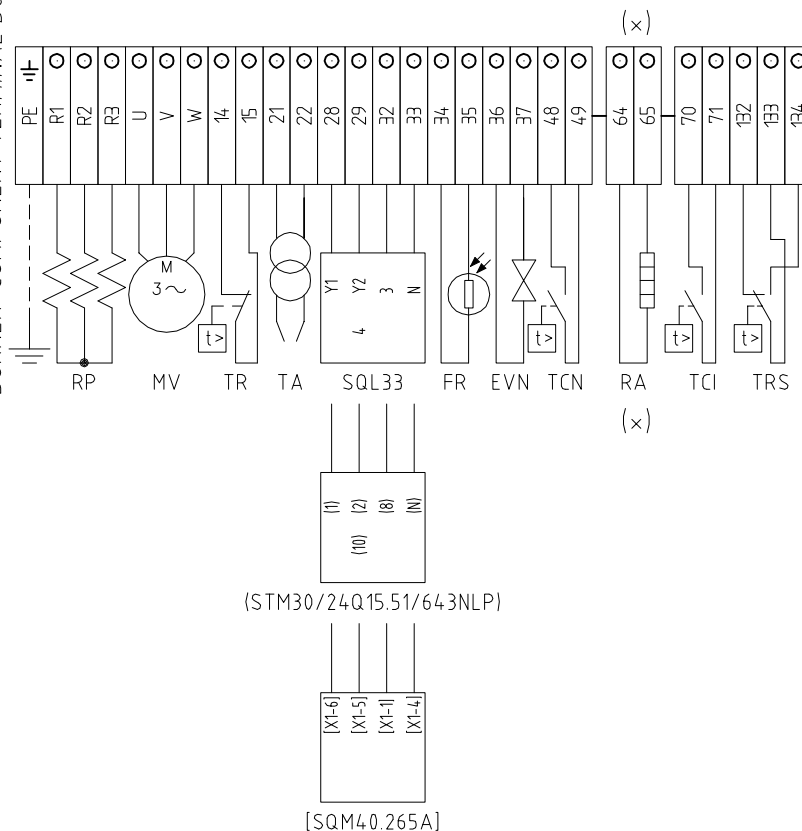 (x)
PE R1 R2 R3 U V W 14 15 21 22 28 29 32 33 34 35 36 37 48 49 64 65 70 71 132 133 134
M
3~
Y1 Y2 3 N
4
t> t> t> t>
RP MV TR TA SQL33 FR EVN TCN RA TCI TRS
(x)
(1) (2) (8) (N)
(10)
(STM30/24Q15.51/643NLP)
[X1-6] [X1-5] [X1-1] [X1-4]
[SQM40.265A]